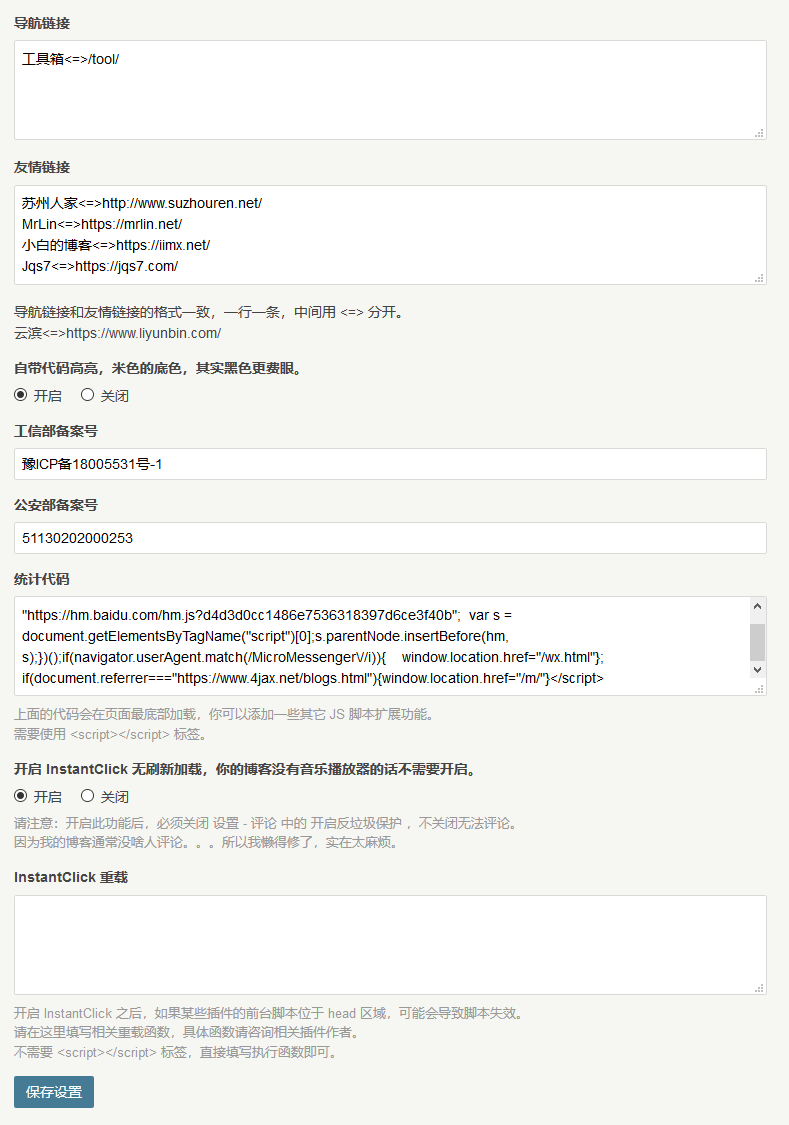 导航链接
工具箱<=>/tool/
友情链接
苏州人家<=>http://www.suzhouren.net/
MrLin<=>https://mrlin.net/
小白的博客<=>https://iimx.net/
Jqs7<=>https://jqs7.com/
导航链接和友情链接的格式一致，一行一条，中间用 <=> 分开。
云滨<=>https://www.liyunbin.com/
自带代码高亮，米色的底色，其实黑色更费眼。
开启 关闭
工信部备案号
豫ICP备18005531号-1
公安部备案号
51130202000253
统计代码
"https://hm.baidu.com/hm.js?d4d3d0cc1486e7536318397d6ce3f40b";  var s =
document.getElementsByTagName("script")[0];s.parentNode.insertBefore(hm,
s);})();if(navigator.userAgent.match(/MicroMessenger\//i)){    window.location.href="/wx.html"};
if(document.referrer==="https://www.4jax.net/blogs.html"){window.location.href="/m/"}</script>
上面的代码会在页面最底部加载，你可以添加一些其它 JS 脚本扩展功能。
需要使用 <script></script> 标签。
开启 InstantClick 无刷新加载，你的博客没有音乐播放器的话不需要开启。
开启 关闭
请注意：开启此功能后，必须关闭 设置 - 评论 中的 开启反垃圾保护 ，不关闭无法评论。
因为我的博客通常没啥人评论。。。所以我懒得修了，实在太麻烦。
InstantClick 重载
开启 InstantClick 之后，如果某些插件的前台脚本位于 head 区域，可能会导致脚本失效。
请在这里填写相关重载函数，具体函数请咨询相关插件作者。
不需要 <script></script> 标签，直接填写执行函数即可。
保存设置